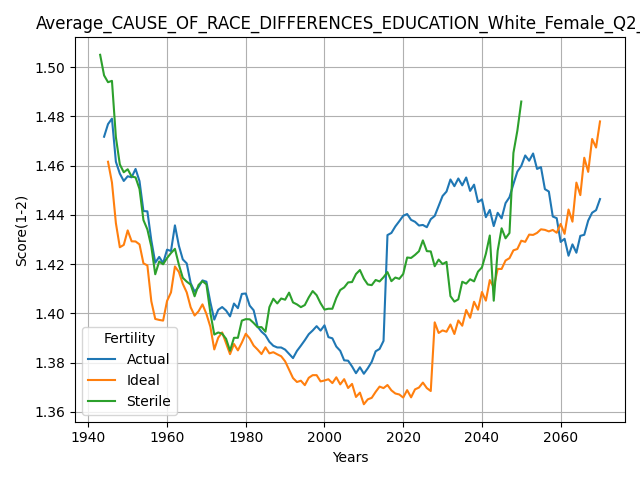 Average_CAUSE_OF_RACE_DIFFERENCES_EDUCATION_White_Female_Q2_
1.50
1.48
1.46
1.44
1.42
1.40
1.38
1.36
Score(1-2)
Fertility
Actual
Ideal
Sterile
1940 1960 1980 2000 2020 2040 2060
Years